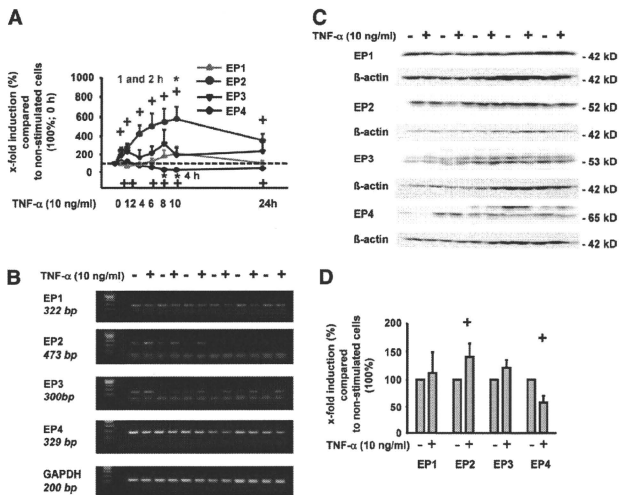 A
x-fold induction (%)
compared
to non-stimulated cells
(100%; 0 h)
1000
800
600
400
200
0
1 and 2 h
*
+
+
+
+
+
+
+
EP1
EP2
EP3
EP4
* * 4 h
+ + + + +
TNF-α (10 ng/ml)
0 12 4 6 8 10 24h
B
TNF-α (10 ng/ml)
- + - + - + - + - + - +
EP1
322 bp
EP2
473 bp
EP3
300bp
EP4
329 bp
GAPDH
200 bp
C
TNF-α (10 ng/ml) - + - + - + - + - +
EP1
- 42 kD
ß-actin
- 42 kD
EP2
- 52 kD
ß-actin
- 42 kD
EP3
- 53 kD
ß-actin
- 42 kD
EP4
- 65 kD
ß-actin
- 42 kD
D
x-fold induction (%)
compared
to non-stimulated cells
(100%)
200
150
100
50
0
+
+
TNF-α (10 ng/ml) - + - + - + - +
EP1 EP2 EP3 EP4